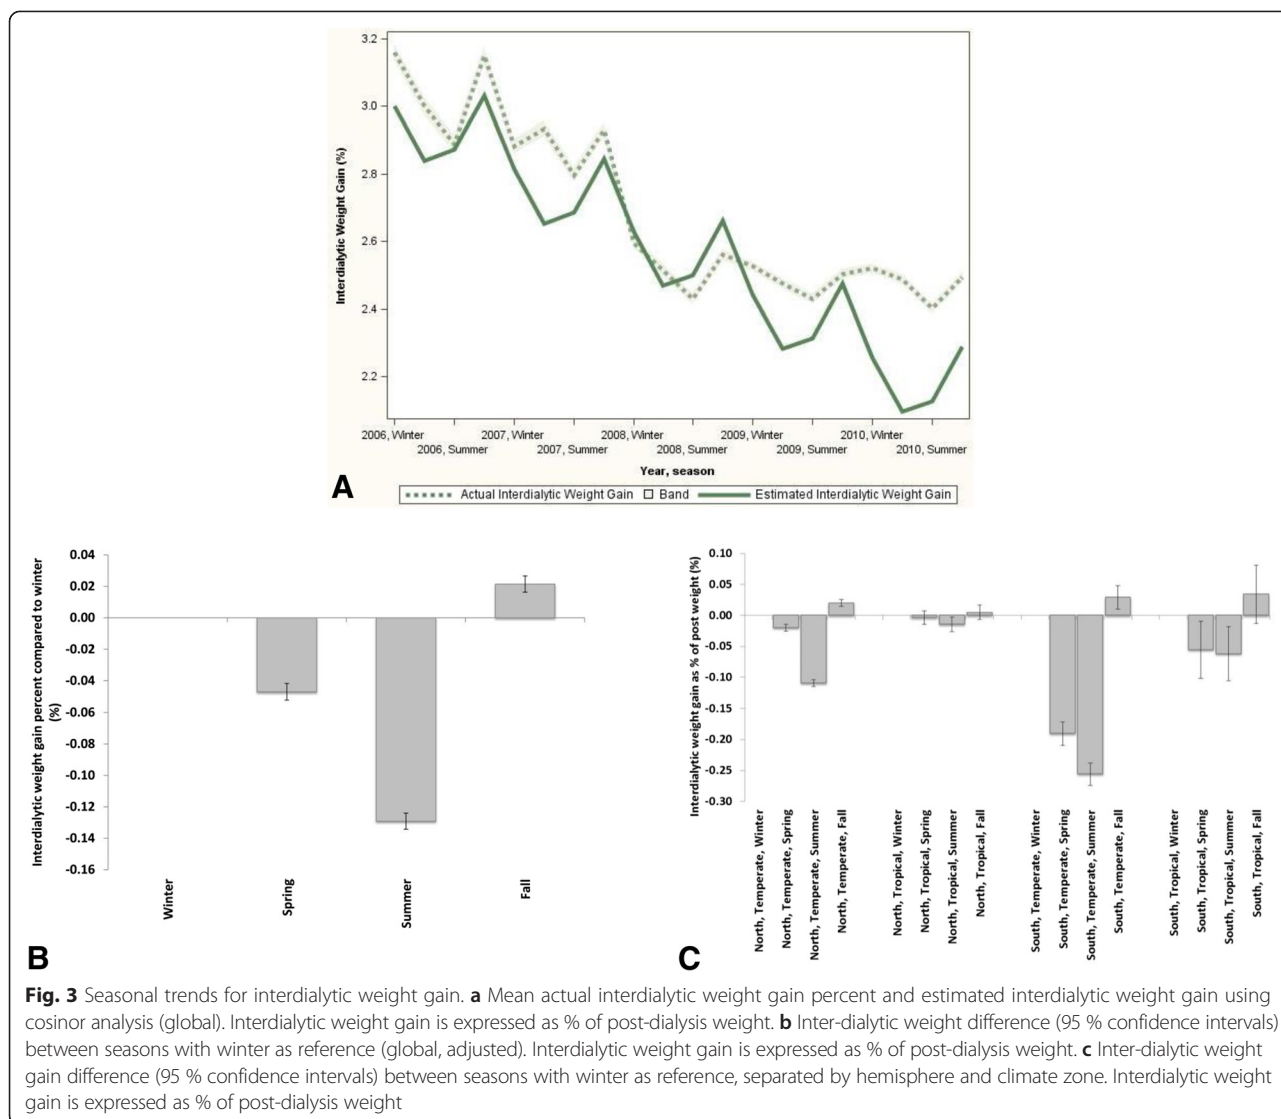 3.2
3.0
2.8
2.6
2.4
2.2
Interdialytic Weight Gain (%)
2006, Winter
2006, Summer
2007, Winter
2007, Summer
2008, Winter
2008, Summer
2009, Winter
2009, Summer
2010, Winter
2010, Summer
Year, season
A
Actual Interdialytic Weight Gain Band Estimated Interdialytic Weight Gain
Interdialytic weight gain percent compared to winter
(%)
0.04
0.02
0.00
-0.02
-0.04
-0.06
-0.08
-0.10
-0.12
-0.14
-0.16
Winter
Spring
Summer
Fall
B
Interdialytic weight gain as % of post weight (%)
0.10
0.05
0.00
-0.05
-0.10
-0.15
-0.20
-0.25
-0.30
North, Temperate, Winter
North, Temperate, Spring
North, Temperate, Summer
North, Temperate, Fall
North, Tropical, Winter
North, Tropical, Spring
North, Tropical, Summer
North, Tropical, Fall
South, Temperate, Winter
South, Temperate, Spring
South, Temperate, Summer
South, Temperate, Fall
South, Tropical, Winter
South, Tropical, Spring
South, Tropical, Summer
South, Tropical, Fall
C
Fig. 3 Seasonal trends for interdialytic weight gain. a Mean actual interdialytic weight gain percent and estimated interdialytic weight gain using
cosinor analysis (global). Interdialytic weight gain is expressed as % of post-dialysis weight. b Inter-dialytic weight difference (95 % confidence intervals)
between seasons with winter as reference (global, adjusted). Interdialytic weight gain is expressed as % of post-dialysis weight. c Inter-dialytic weight
gain difference (95 % confidence intervals) between seasons with winter as reference, separated by hemisphere and climate zone. Interdialytic weight
gain is expressed as % of post-dialysis weight